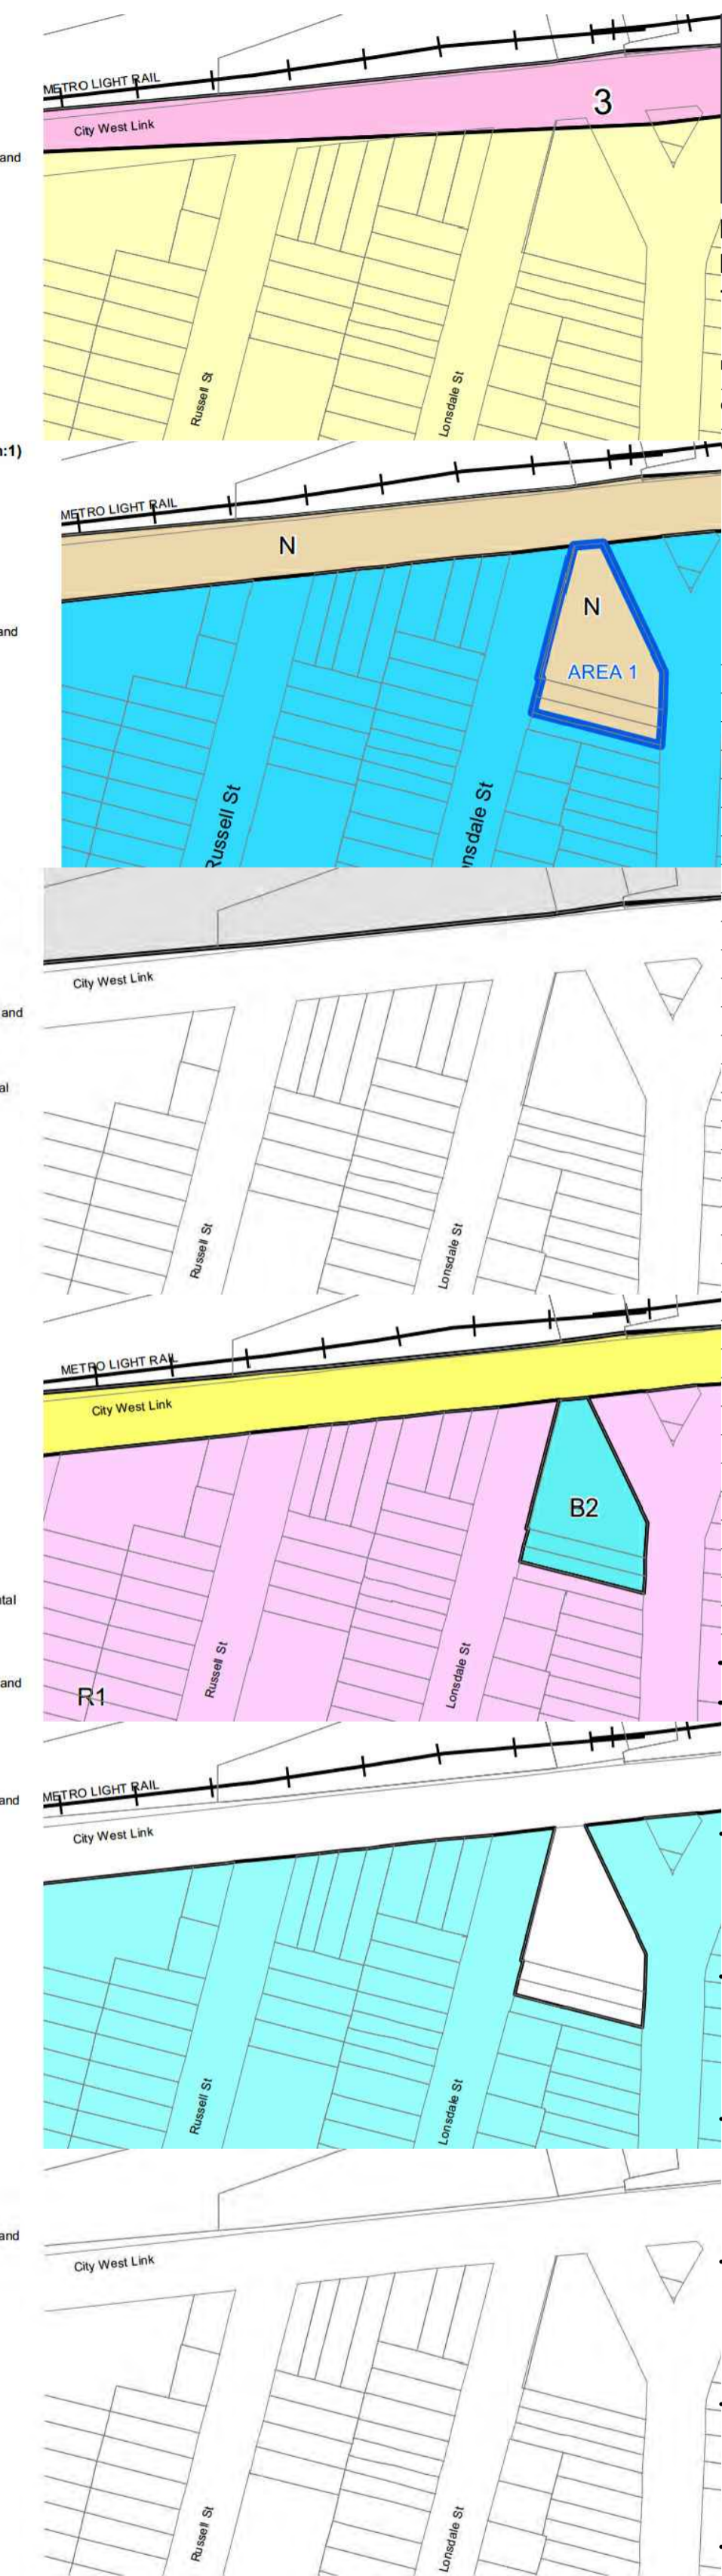 METRO LIGHT RAIL
3
City West Link
and
Russell St
Lonsdale St
:1)
METRO LIGHT RAIL
N
N
and
AREA 1
Russell St
nsdale St
City West Link
and
al
Russell St
Lonsdale St
METRO LIGHT RAIL
City West Link
B2
tal
Russell St
Lonsdale St
and
R1
METRO LIGHT RAIL
and
City West Link
Russell St
Lonsdale St
and
City West Link
Russell St
Lonsdale St